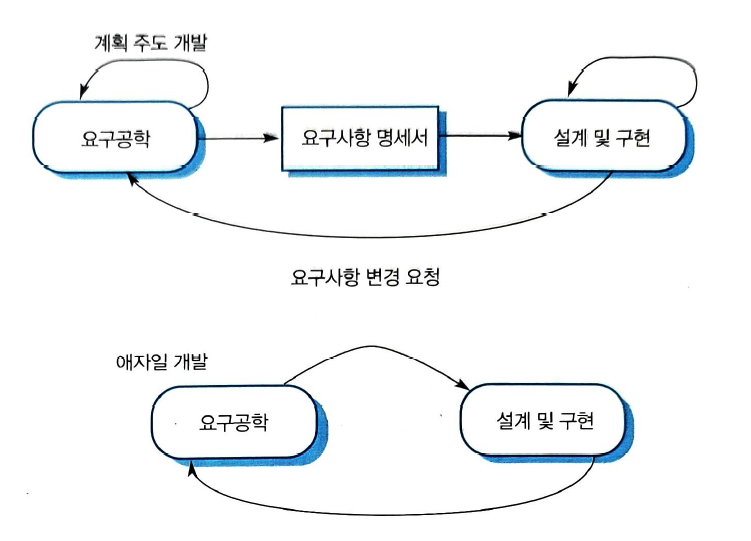 계획 주도 개발
요구공학
요구사항 명세서
설계 및 구현
요구사항 변경 요청
애자일 개발
요구공학
설계 및 구현